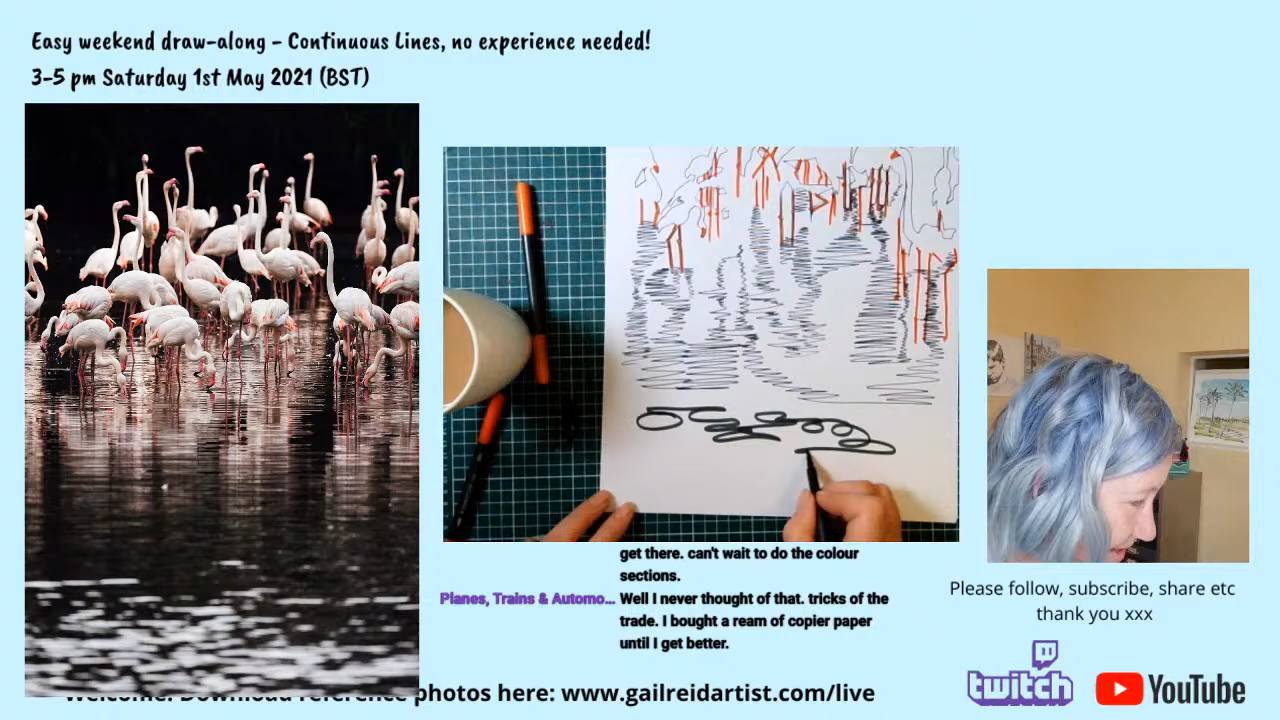 Easy weekend draw-along - Continuous Lines, no experience needed!
3-5 pm Saturday 1st May 2021 (BST)
get there. can't wait to do the colour
sections.
Planes, Trains & Automo... Well I never thought of that. tricks of the
trade. I bought a ream of copier paper
until I get better.
Please follow, subscribe, share etc
thank you xxx
Welcome! Download reference photos here: www.gailreidartist.com/live
twitch
YouTube